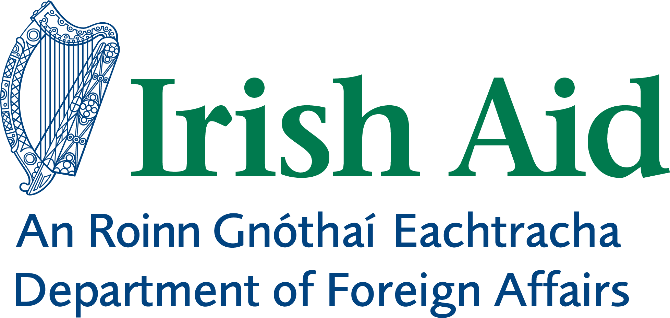 Irish Aid
An Roinn Gnóthaí Eachtracha
Department of Foreign Affairs